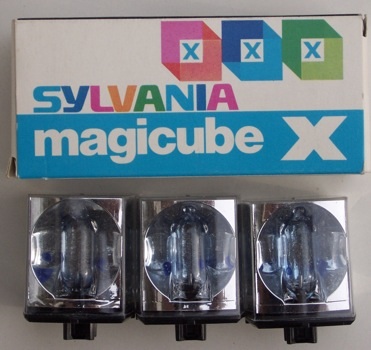 X X X
SYLVANIA
magicube X